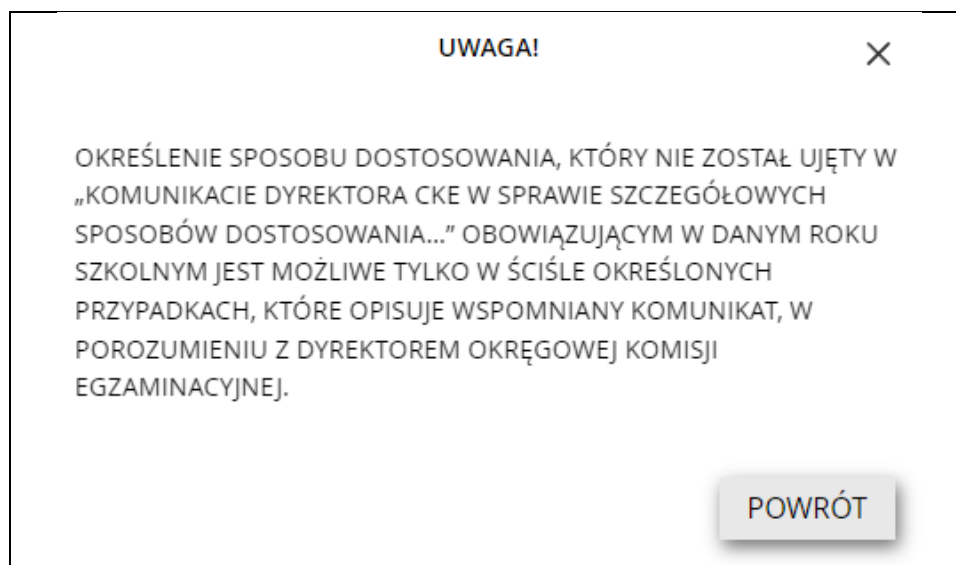 UWAGA!
OKREŚLENIE SPOSOBU DOSTOSOWANIA, KTÓRY NIE ZOSTAŁ UJĘTY W
„KOMUNIKACIE DYREKTORA CKE W SPRAWIE SZCZEGÓŁOWYCH
SPOSOBÓW DOSTOSOWANIA...” OBOWIĄZUJĄCYM W DANYM ROKU
SZKOLNYM JEST MOŻLIWE TYLKO W ŚCIŚLE OKREŚLONYCH
PRZYPADKACH, KTÓRE OPISUJE WSPOMNIANY KOMUNIKAT, W
POROZUMIENIU Z DYREKTOREM OKRĘGOWEJ KOMISJI
EGZAMINACYJNEJ.
POWRÓT